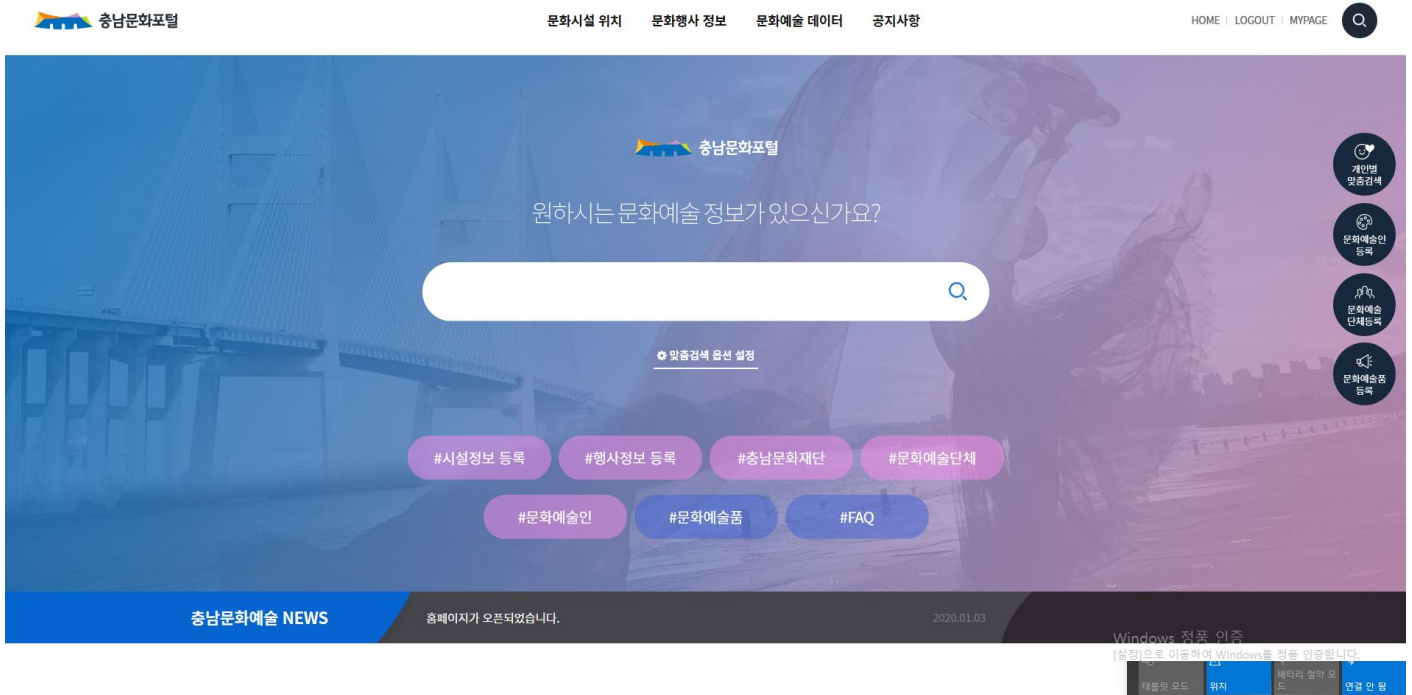 충남문화포털
문화시설 위치 문화행사 정보 문화예술 데이터 공지사항
HOME LOGOUT MYPAGE
충남문화포털
원하시는 문화예술 정보가 있으신가요?
맞춤검색 옵션 설정
#시설정보 등록 #행사정보 등록 #충남문화재단 #문화예술단체
#문화예술인 #문화예술품 #FAQ
개인별
맞춤검색
문화예술인
등록
문화예술
단체등록
문화예술품
등록
충남문화예술 NEWS 홈페이지가 오픈되었습니다. 2020.01.03
Windows 정품 인증
[설정]으로 이동하여 Windows를 정품 인증합니다.
태블릿 모드 위치 배터리 절약 모드 연결 안 됨